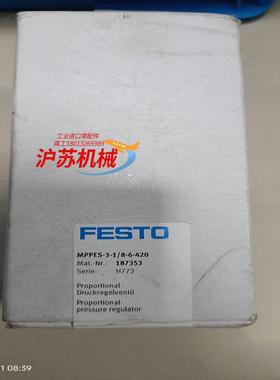 工业进口零配件
蒋工18013265989
沪苏机械
FESTO
MPPES-3-1/8-6-420
Mat.-Nr.: 187353
Serie: H772
Proportional-
Druckregelventil
Proportional-
pressure regulator
1 08:39